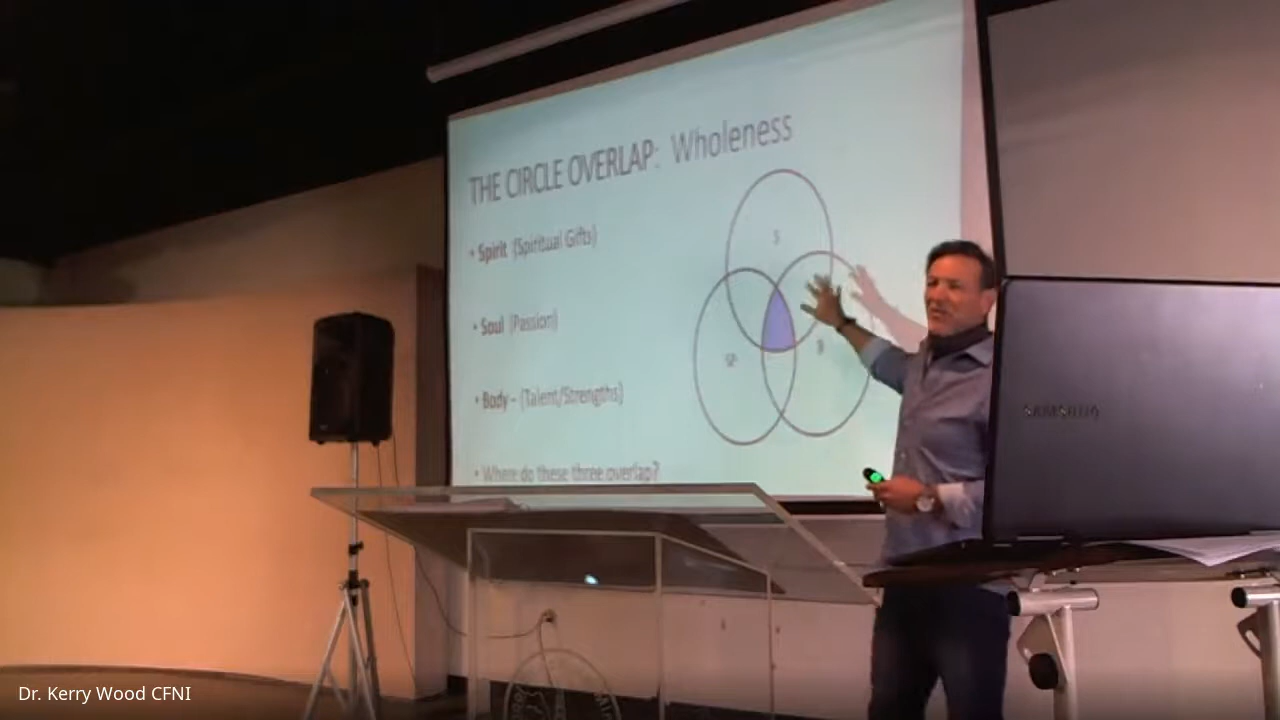 THE CIRCLE OVERLAP: Wholeness
• Spirit (Spiritual Gifts)
• Soul (Passion)
• Body – (Talent/Strengths)
• Where do these three overlap?
S
SP
B
SAMSUNG
Dr. Kerry Wood CFNI